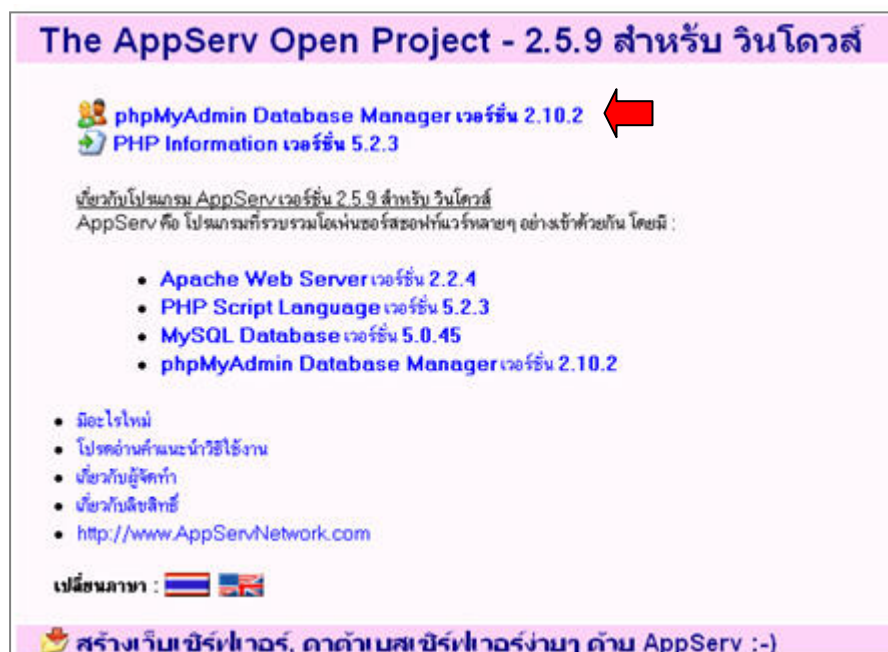 The AppServ Open Project - 2.5.9 สำหรับ วินโดวส์
phpMyAdmin Database Manager เวอร์ชั่น 2.10.2
PHP Information เวอร์ชั่น 5.2.3
เกี่ยวกับโปรแกรม AppServ เวอร์ชั่น 2.5.9 สำหรับ วินโดวส์
AppServ คือ โปรแกรมที่รวบรวมโอเพ่นซอร์สซอฟท์แวร์หลายๆ อย่างเข้าด้วยกัน โดยมี :
• Apache Web Server เวอร์ชั่น 2.2.4
• PHP Script Language เวอร์ชั่น 5.2.3
• MySQL Database เวอร์ชั่น 5.0.45
• phpMyAdmin Database Manager เวอร์ชั่น 2.10.2
• มีอะไรใหม่
• โปรดอ่านคำแนะนำวิธีใช้งาน
• เกี่ยวกับผู้จัดทำ
• เกี่ยวกับลิขสิทธิ์
• http://www.AppServNetwork.com
เปลี่ยนภาษา :
สร้างเว็บเซิร์ฟเวอร์, ดาต้าเบสเซิร์ฟเวอร์ง่ายๆ ด้วย AppServ :-)